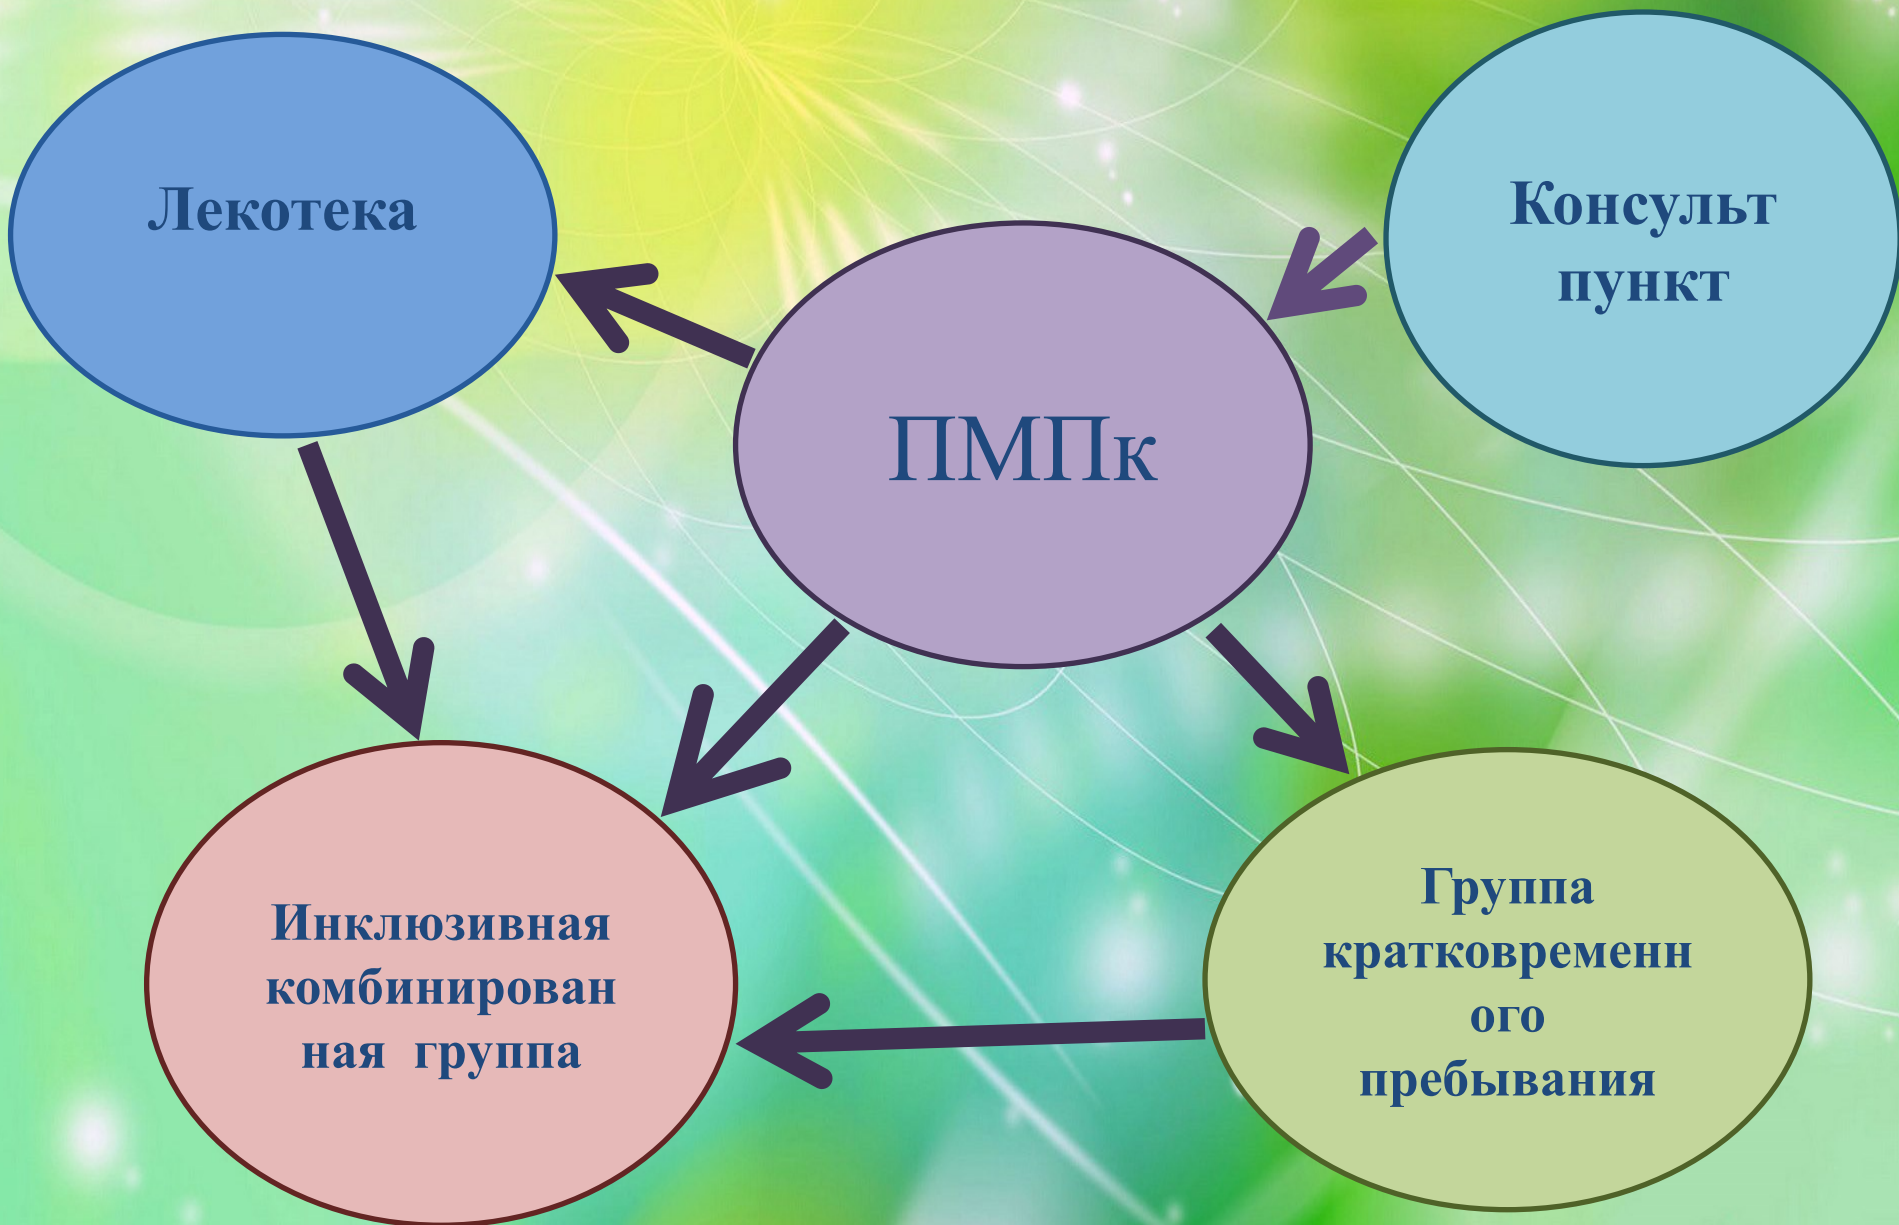 Лекотека
Консульт
пункт
ПМПк
Инклюзивная
комбинирован
ная группа
Группа
кратковременн
ого
пребывания